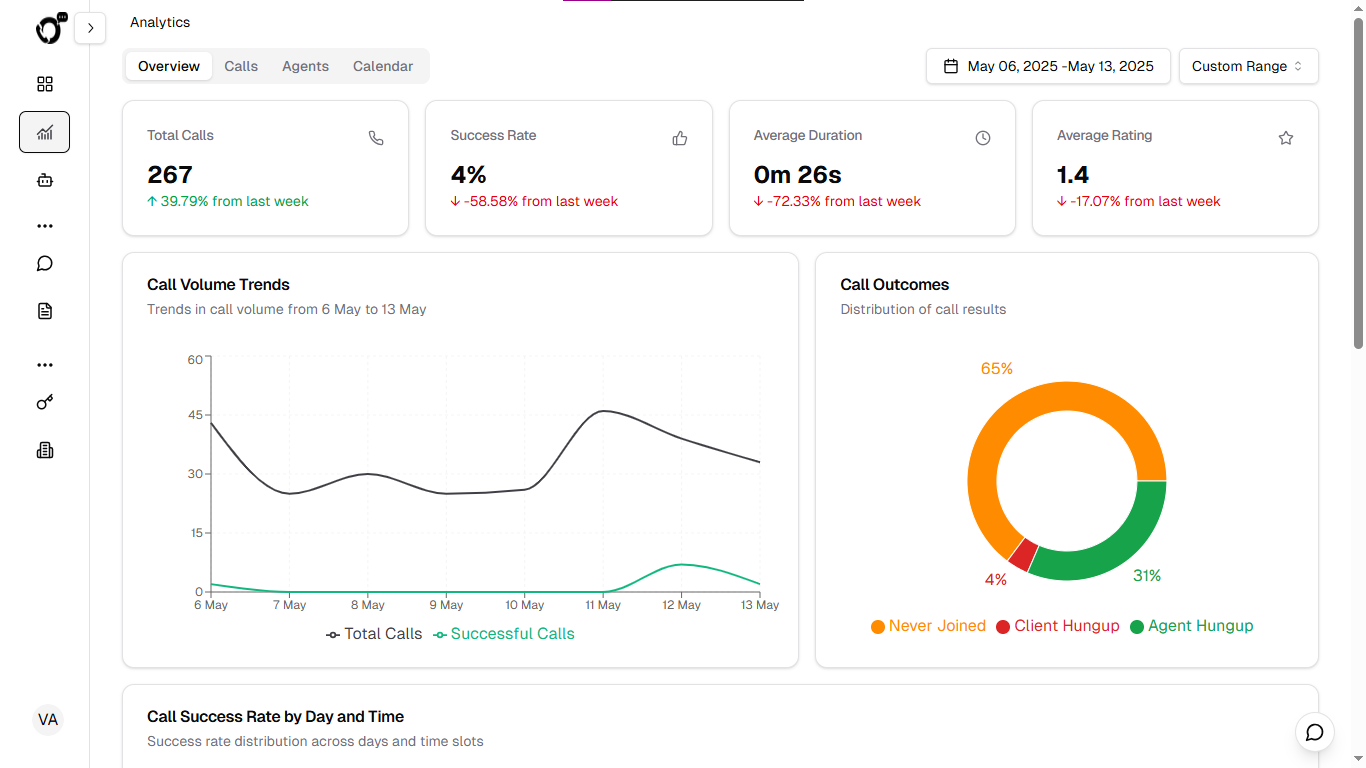 Analytics
Overview Calls Agents Calendar
May 06, 2025 -May 13, 2025 Custom Range
Total Calls
267
39.79% from last week
Success Rate
4%
-58.58% from last week
Average Duration
0m 26s
-72.33% from last week
Average Rating
1.4
-17.07% from last week
Call Volume Trends
Trends in call volume from 6 May to 13 May
60
45
30
15
0
6 May 7 May 8 May 9 May 10 May 11 May 12 May 13 May
Total Calls Successful Calls
Call Outcomes
Distribution of call results
65%
4%
31%
Never Joined Client Hungup Agent Hungup
Call Success Rate by Day and Time
Success rate distribution across days and time slots
VA